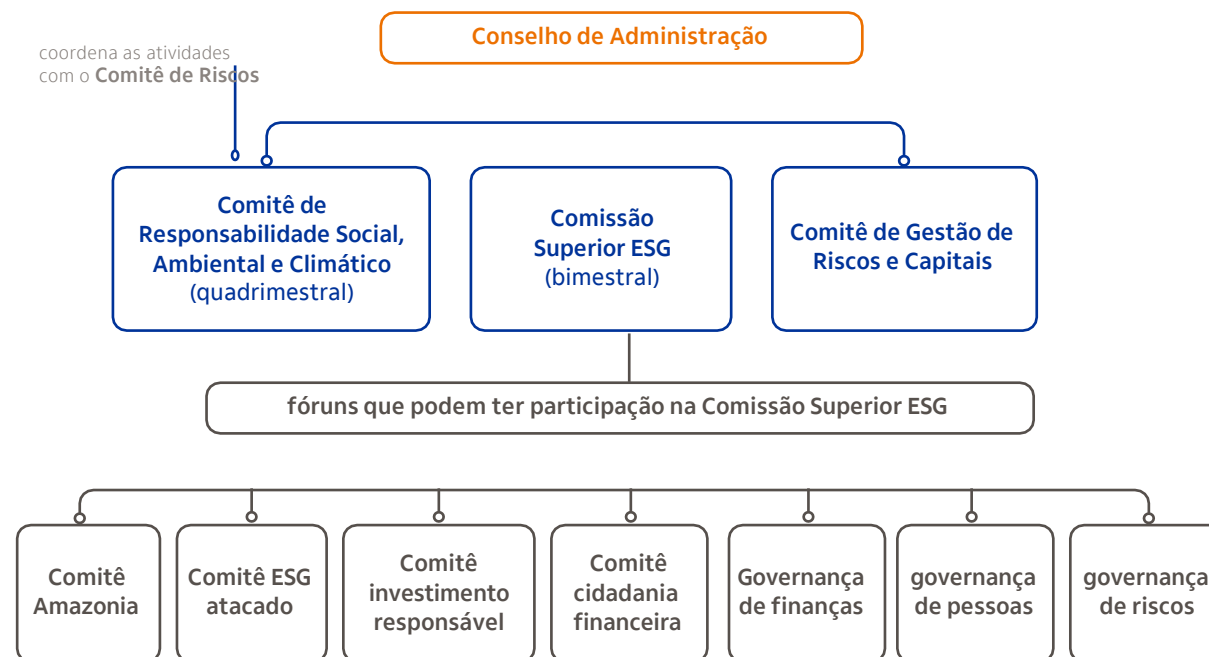 Conselho de Administração
coordena as atividades
com o Comitê de Riscos
Comitê de
Responsabilidade Social,
Ambiental e Climático
(quadrimestral)
Comissão
Superior ESG
(bimestral)
Comitê de Gestão de
Riscos e Capitais
fóruns que podem ter participação na Comissão Superior ESG
Comitê
Amazonia
Comitê ESG
atacado
Comitê
investimento
responsável
Comitê
cidadania
financeira
Governança
de finanças
governança
de pessoas
governança
de riscos